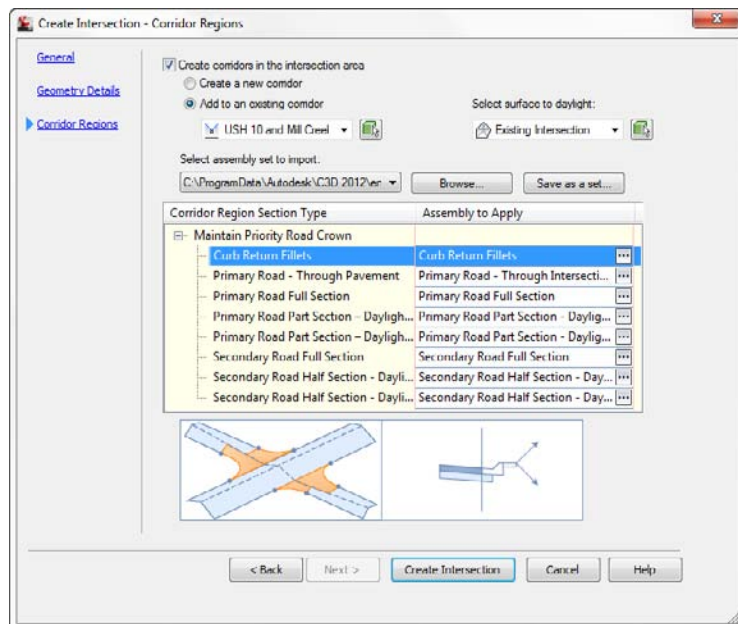 Create Intersection - Corridor Regions
General
Geometry Details
Corridor Regions
Create corridors in the intersection area
Create a new corridor
Add to an existing corridor
Select surface to daylight:
USH 10 and Mill Creel
Existing Intersection
Select assembly set to import:
C:\ProgramData\Autodesk\C3D 2012\er
Browse...
Save as a set...
Corridor Region Section Type Assembly to Apply
Maintain Priority Road Crown
Curb Return Fillets Curb Return Fillets ...
Primary Road - Through Pavement Primary Road - Through Intersecti... ...
Primary Road Full Section Primary Road Full Section ...
Primary Road Part Section - Dayligh... Primary Road Part Section - Daylig... ...
Primary Road Part Section - Dayligh... Primary Road Part Section - Daylig... ...
Secondary Road Full Section Secondary Road Full Section ...
Secondary Road Half Section - Dayli... Secondary Road Half Section - Day... ...
Secondary Road Half Section - Dayli... Secondary Road Half Section - Day... ...
< Back
Next >
Create Intersection
Cancel
Help